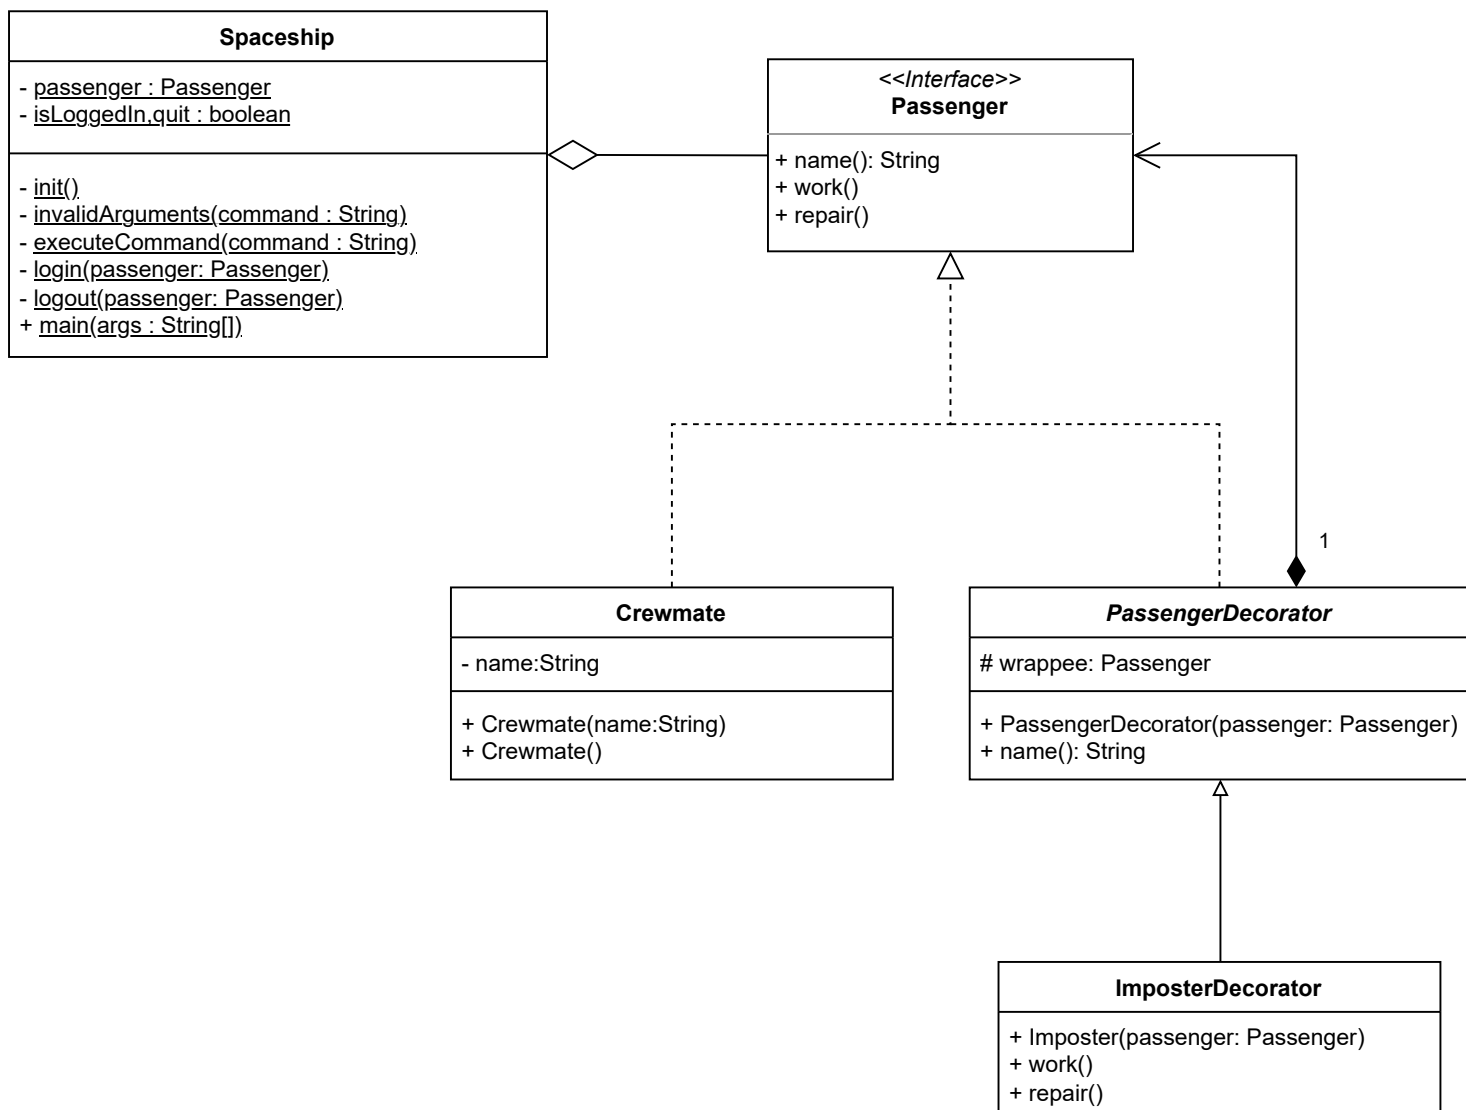 Spaceship
- passenger : Passenger
- isLoggedIn,quit : boolean
- init()
- invalidArguments(command : String)
- executeCommand(command : String)
- login(passenger: Passenger)
- logout(passenger: Passenger)
+ main(args : String[])
<<Interface>>
Passenger
+ name(): String
+ work()
+ repair()
1
Crewmate
- name:String
+ Crewmate(name:String)
+ Crewmate()
PassengerDecorator
# wrappee: Passenger
+ PassengerDecorator(passenger: Passenger)
+ name(): String
ImposterDecorator
+ Imposter(passenger: Passenger)
+ work()
+ repair()